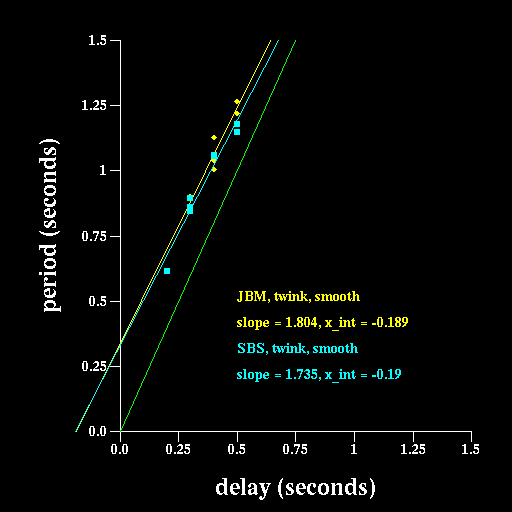 1.5
1.25
1
0.75
0.5
0.25
0.0
period (seconds)
JBM, twink, smooth
slope = 1.804, x_int = -0.189
SBS, twink, smooth
slope = 1.735, x_int = -0.19
0.0 0.25 0.5 0.75 1 1.25 1.5
delay (seconds)